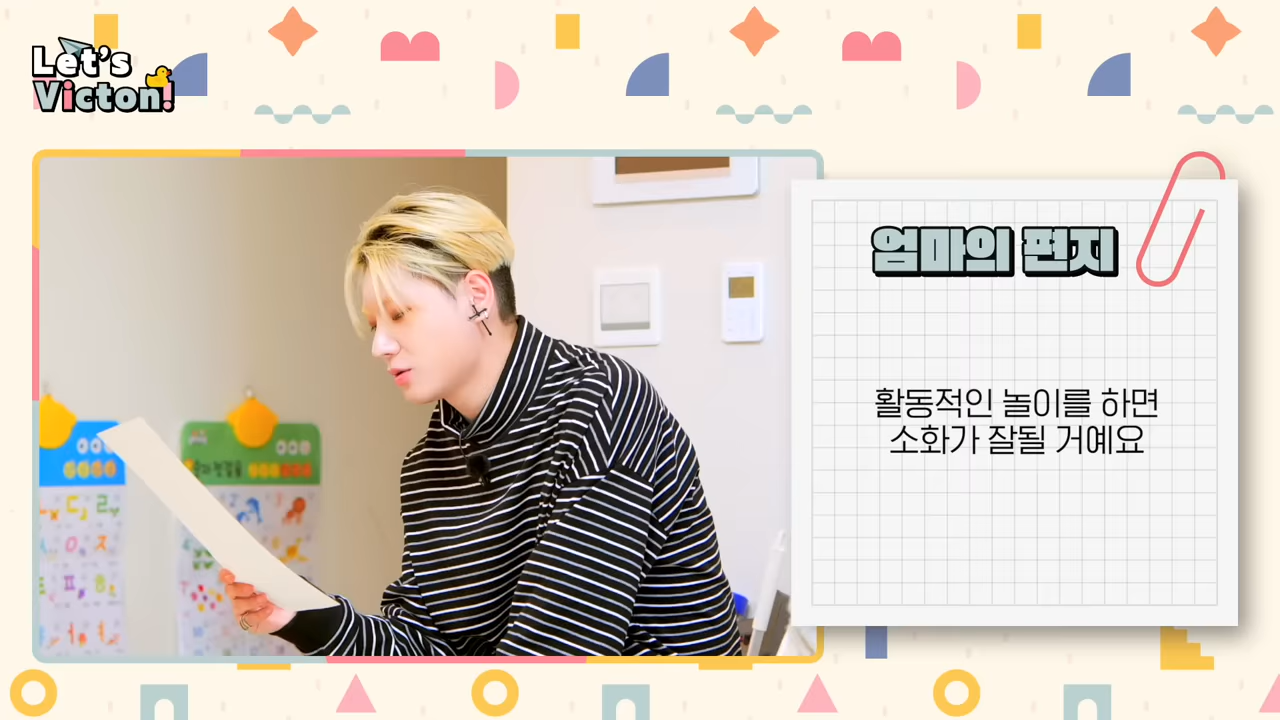 Let's
Victon!
엄마의 편지
활동적인 놀이를 하면
소화가 잘될 거예요
ㄷ
ㄹ
ㅇ
ㅈ
ㅍ